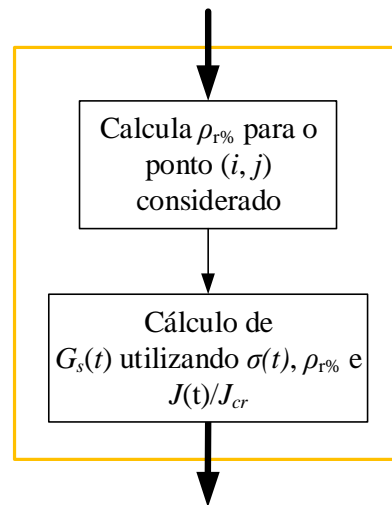 Calcula ρr% para o
ponto (i, j)
considerado
Cálculo de
Gs(t) utilizando σ(t), ρr% e
J(t)/Jcr